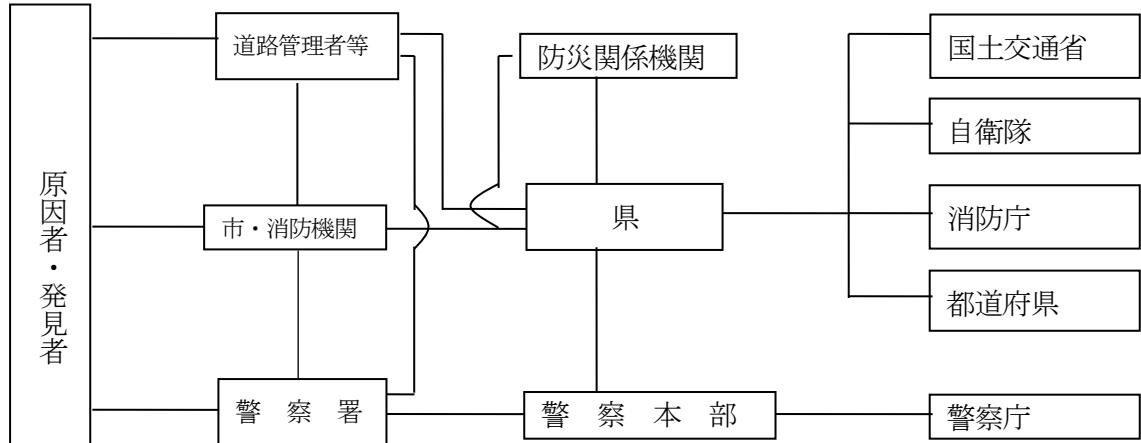 原因者・発見者
道路管理者等
市・消防機関
警察署
防災関係機関
県
警察本部
国土交通省
自衛隊
消防庁
都道府県
警察庁